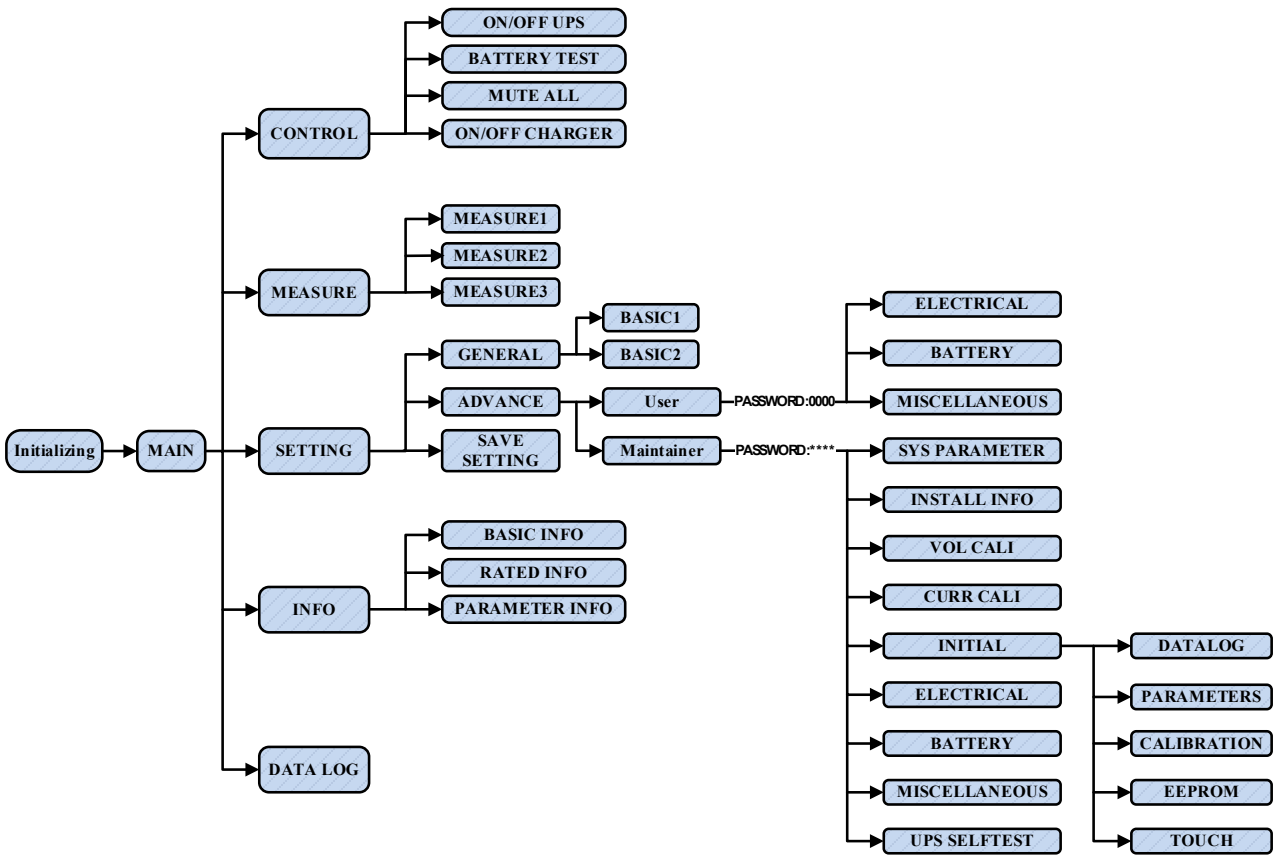 Initializing
MAIN
CONTROL
ON/OFF UPS
BATTERY TEST
MUTE ALL
ON/OFF CHARGER
MEASURE
MEASURE1
MEASURE2
MEASURE3
SETTING
GENERAL
BASIC1
BASIC2
ADVANCE
User
PASSWORD:0000
ELECTRICAL
BATTERY
MISCELLANEOUS
Maintainer
PASSWORD:****
SYS PARAMETER
INSTALL INFO
VOL CALI
CURR CALI
INITIAL
DATALOG
PARAMETERS
CALIBRATION
EEPROM
TOUCH
ELECTRICAL
BATTERY
MISCELLANEOUS
UPS SELFTEST
SAVE
SETTING
INFO
BASIC INFO
RATED INFO
PARAMETER INFO
DATA LOG